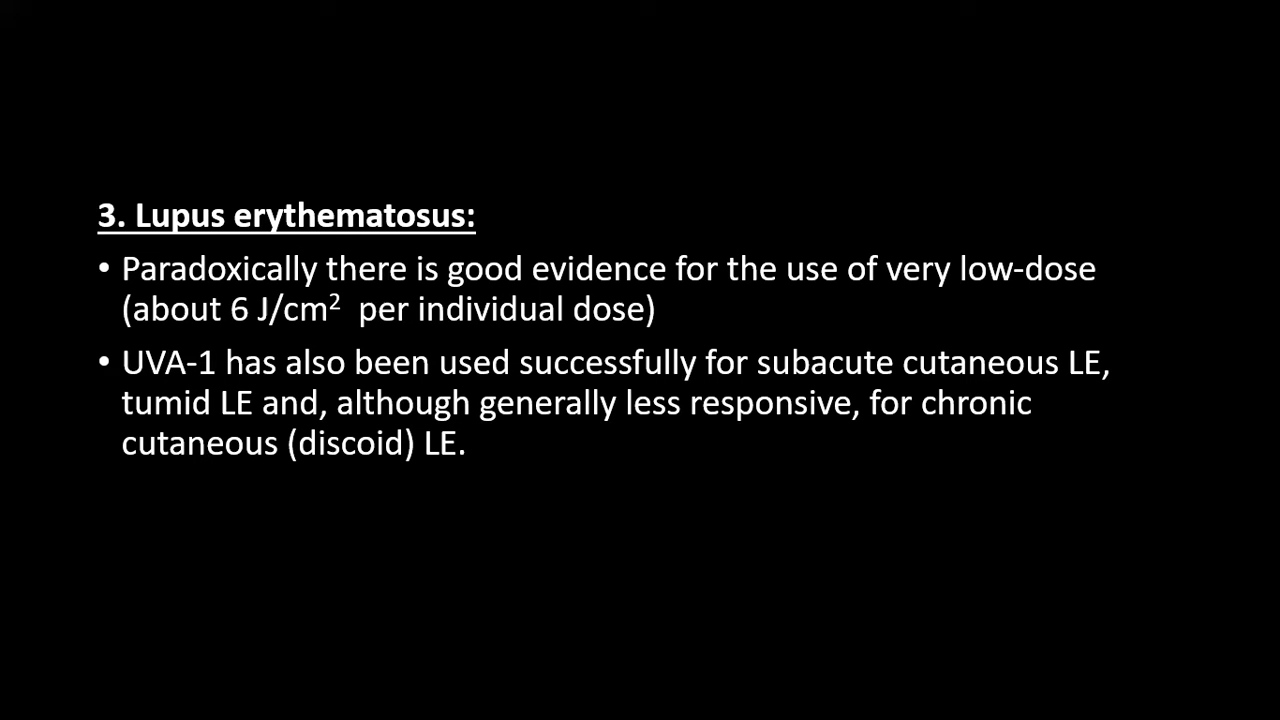 3. Lupus erythematosus:
• Paradoxically there is good evidence for the use of very low-dose
(about 6 J/cm² per individual dose)
• UVA-1 has also been used successfully for subacute cutaneous LE,
tumid LE and, although generally less responsive, for chronic
cutaneous (discoid) LE.